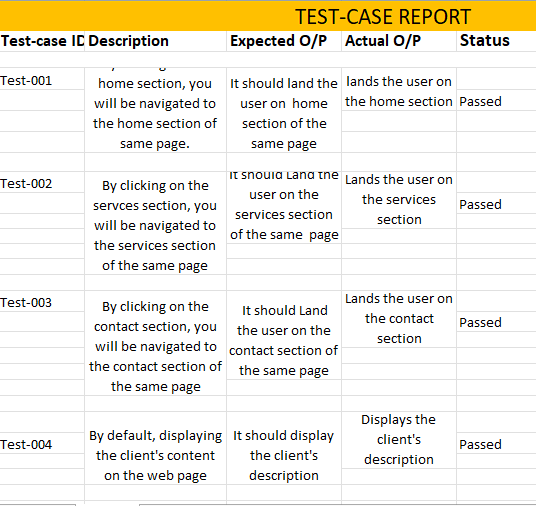 TEST-CASE REPORT
Test-case ID Description Expected O/P Actual O/P Status
Test-001
home section, you
will be navigated to
the home section of
same page.
It should land the
user on home
section of the
same page
lands the user on
the home section
Passed
Test-002
By clicking on the
servces section, you
will be navigated to
the services section
of the same page
It should Land the
user on the
services section
of the same page
Lands the user on
the services
section
Passed
Test-003
By clicking on the
contact section, you
will be navigated to
the contact section of
the same page
It should Land
the user on the
contact section of
the same page
Lands the user on
the contact
section
Passed
Test-004
By default, displaying
the client's content
on the web page
It should display
the client's
description
Displays the
client's
description
Passed